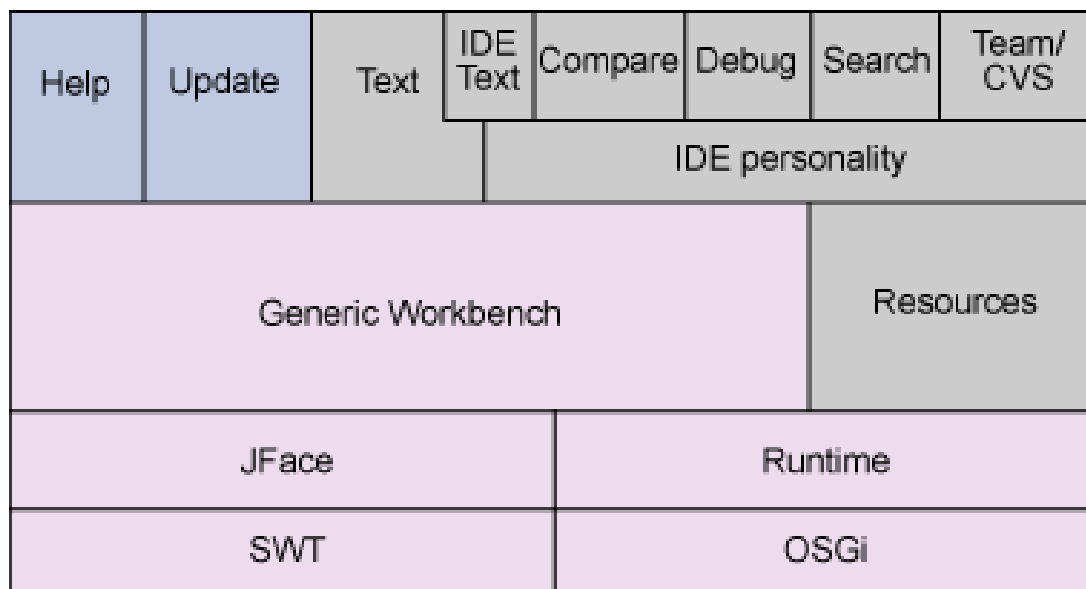 Help
Update
Text
IDE
Text
Compare
Debug
Search
Team/
CVS
IDE personality
Generic Workbench
Resources
JFace
Runtime
SWT
OSGi